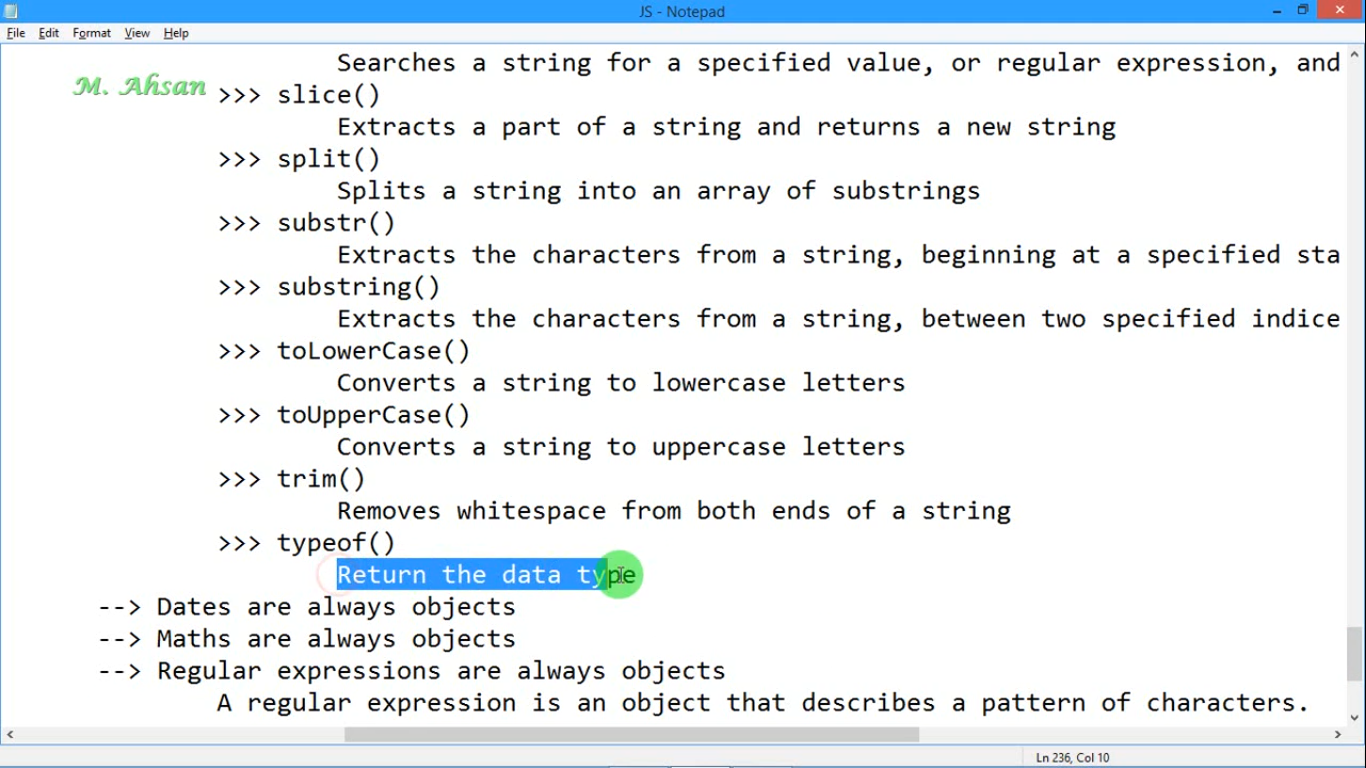 JS - Notepad
File Edit Format View Help
Searches a string for a specified value, or regular expression, and
M. Ahsan
>>> slice()
Extracts a part of a string and returns a new string
>>> split()
Splits a string into an array of substrings
>>> substr()
Extracts the characters from a string, beginning at a specified sta
>>> substring()
Extracts the characters from a string, between two specified indice
>>> toLowerCase()
Converts a string to lowercase letters
>>> toUpperCase()
Converts a string to uppercase letters
>>> trim()
Removes whitespace from both ends of a string
>>> typeof()
Return the data type
--> Dates are always objects
--> Maths are always objects
--> Regular expressions are always objects
A regular expression is an object that describes a pattern of characters.
Ln 236, Col 10